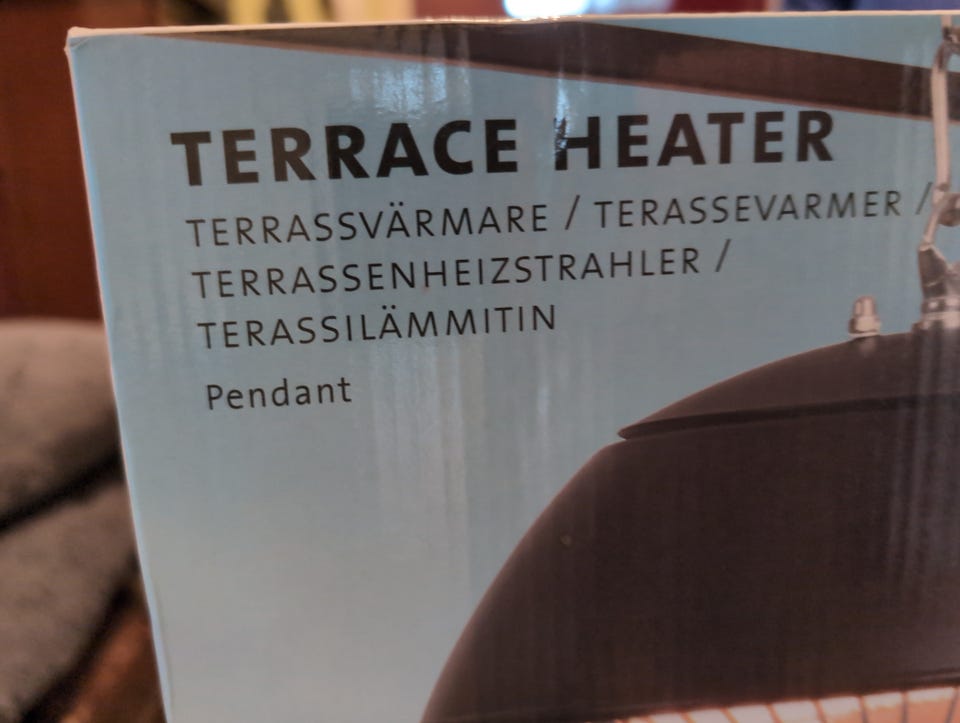 TERRACE HEATER
TERRASSVÄRMARE / TERASSEVARMER /
TERRASSENHEIZSTRAHLER /
TERASSILÄMMITIN
Pendant